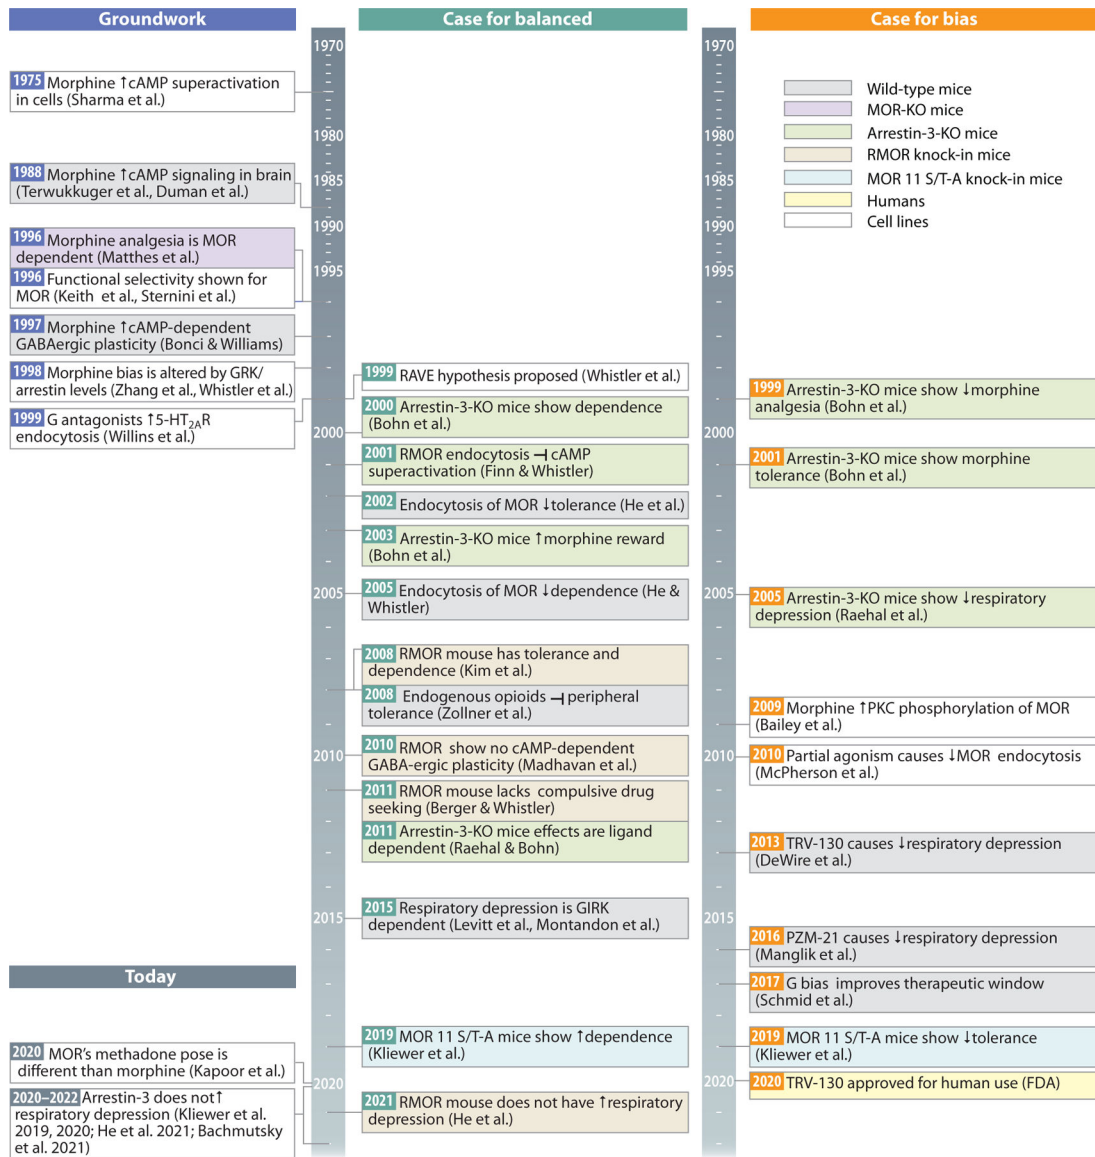 Groundwork
1975 Morphine ↑cAMP superactivation
in cells (Sharma et al.)
1988 Morphine ↑cAMP signaling in brain
(Terwukkuger et al., Duman et al.)
1996 Morphine analgesia is MOR
dependent (Matthes et al.)
1996 Functional selectivity shown for
MOR (Keith et al., Sternini et al.)
1997 Morphine ↑cAMP-dependent
GABAergic plasticity (Bonci & Williams)
1998 Morphine bias is altered by GRK/
arrestin levels (Zhang et al., Whistler et al.)
1999 G antagonists ↑5-HT2AR
endocytosis (Willins et al.)
Today
2020 MOR's methadone pose is
different than morphine (Kapoor et al.)
2020–2022 Arrestin-3 does not↑
respiratory depression (Kliewer et al.
2019, 2020; He et al. 2021; Bachmutsky
et al. 2021)
1970
1980
1985
1990
1995
2000
2005
2010
2015
2020
Case for balanced
1999 RAVE hypothesis proposed (Whistler et al.)
2000 Arrestin-3-KO mice show dependence
(Bohn et al.)
2001 RMOR endocytosis ⊣ cAMP
superactivation (Finn & Whistler)
2002 Endocytosis of MOR ↓tolerance (He et al.)
2003 Arrestin-3-KO mice ↑morphine reward
(Bohn et al.)
2005 Endocytosis of MOR ↓dependence (He &
Whistler)
2008 RMOR mouse has tolerance and
dependence (Kim et al.)
2008 Endogenous opioids ⊣ peripheral
tolerance (Zollner et al.)
2010 RMOR show no cAMP-dependent
GABA-ergic plasticity (Madhavan et al.)
2011 RMOR mouse lacks compulsive drug
seeking (Berger & Whistler)
2011 Arrestin-3-KO mice effects are ligand
dependent (Raehal & Bohn)
2015 Respiratory depression is GIRK
dependent (Levitt et al., Montandon et al.)
2019 MOR 11 S/T-A mice show ↑dependence
(Kliewer et al.)
2021 RMOR mouse does not have ↑respiratory
depression (He et al.)
1970
1980
1985
1990
1995
2000
2005
2010
2015
2020
Case for bias
Wild-type mice
MOR-KO mice
Arrestin-3-KO mice
RMOR knock-in mice
MOR 11 S/T-A knock-in mice
Humans
Cell lines
1999 Arrestin-3-KO mice show ↓morphine
analgesia (Bohn et al.)
2001 Arrestin-3-KO mice show morphine
tolerance (Bohn et al.)
2005 Arrestin-3-KO mice show ↓respiratory
depression (Raehal et al.)
2009 Morphine ↑PKC phosphorylation of MOR
(Bailey et al.)
2010 Partial agonism causes ↓MOR endocytosis
(McPherson et al.)
2013 TRV-130 causes ↓respiratory depression
(DeWire et al.)
2016 PZM-21 causes ↓respiratory depression
(Manglik et al.)
2017 G bias improves therapeutic window
(Schmid et al.)
2019 MOR 11 S/T-A mice show ↓tolerance
(Kliewer et al.)
2020 TRV-130 approved for human use (FDA)